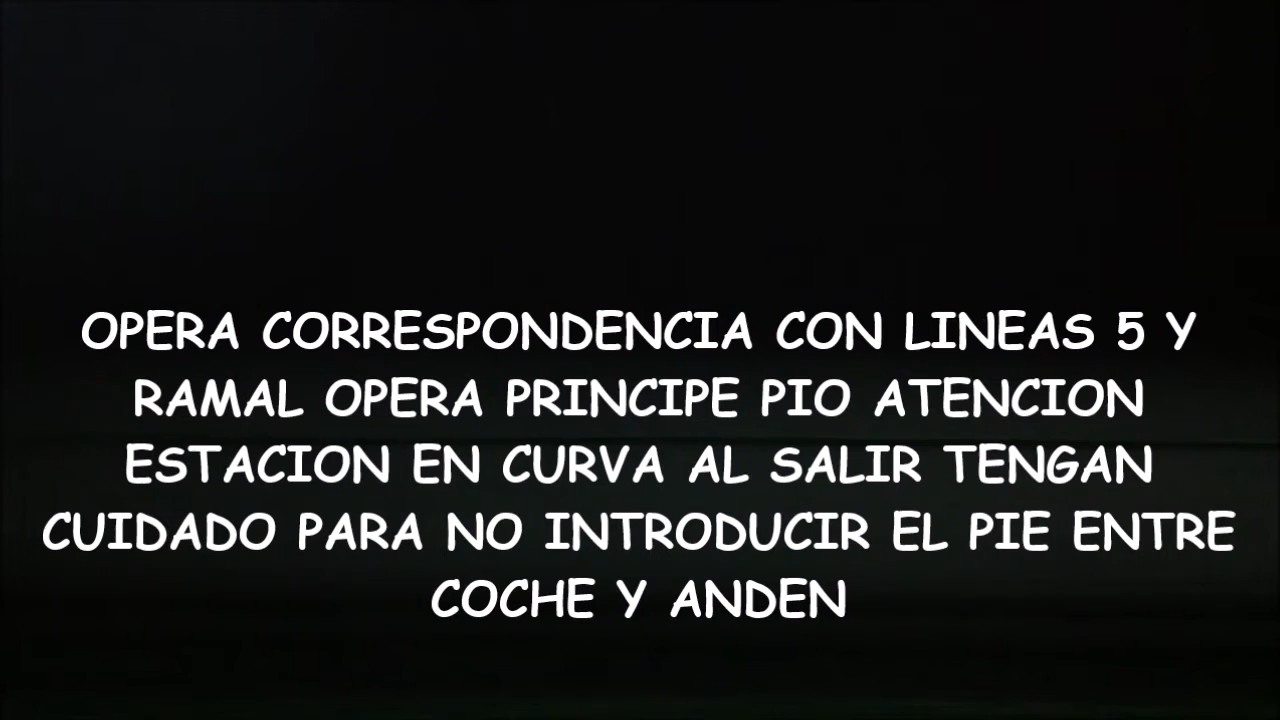 OPERA CORRESPONDENCIA CON LINEAS 5 Y
RAMAL OPERA PRINCIPE PIO ATENCION
ESTACION EN CURVA AL SALIR TENGAN
CUIDADO PARA NO INTRODUCIR EL PIE ENTRE
COCHE Y ANDEN